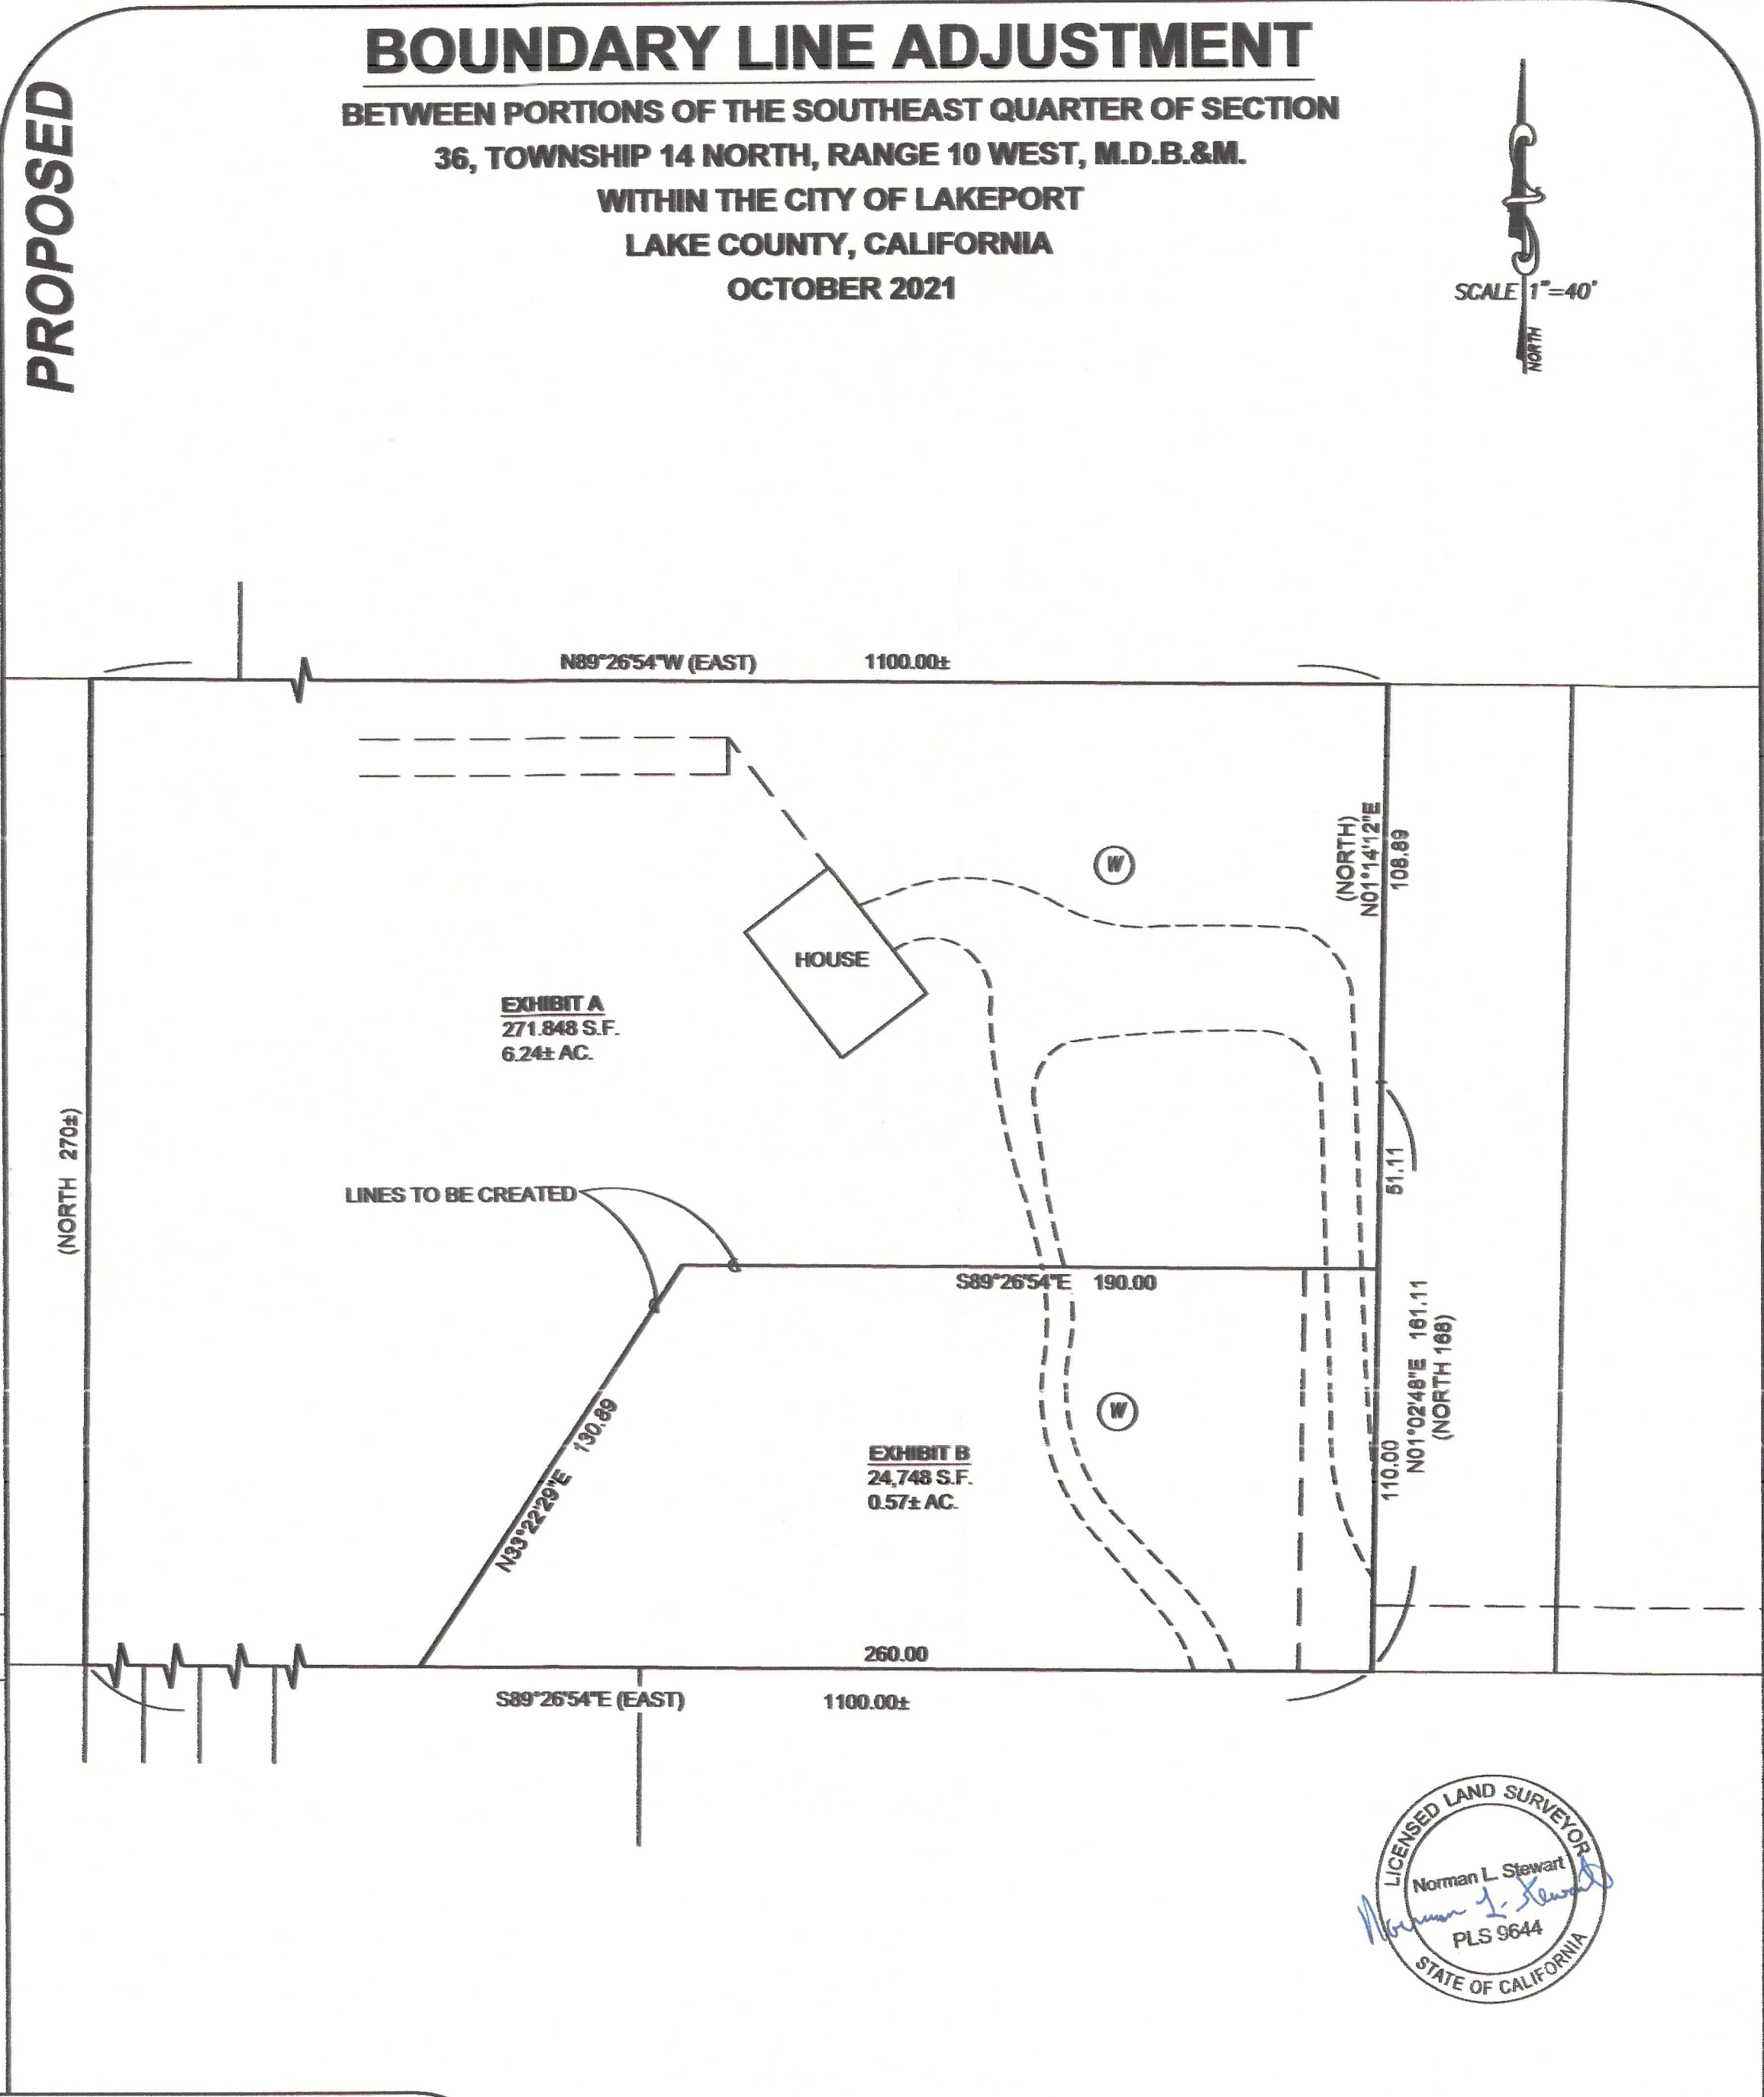 PROPOSED
BOUNDARY LINE ADJUSTMENT
BETWEEN PORTIONS OF THE SOUTHEAST QUARTER OF SECTION
36, TOWNSHIP 14 NORTH, RANGE 10 WEST, M.D.B.&M.
WITHIN THE CITY OF LAKEPORT
LAKE COUNTY, CALIFORNIA
OCTOBER 2021
SCALE 1"=40'
NORTH
N89°26'54"W (EAST) 1100.00±
(NORTH)
N01°14'12"E
108.89
W
HOUSE
EXHIBIT A
271.848 S.F.
6.24± AC.
(NORTH 270±)
51.11
LINES TO BE CREATED
S89°26'54"E 190.00
N01°02'48"E 161.11
(NORTH 168)
110.00
W
N33°22'29"E 130.89
EXHIBIT B
24,748 S.F.
0.57± AC.
260.00
S89°26'54"E (EAST) 1100.00±
LICENSED LAND SURVEYOR
Norman L. Stewart
Norman L. Stewart
PLS 9644
STATE OF CALIFORNIA